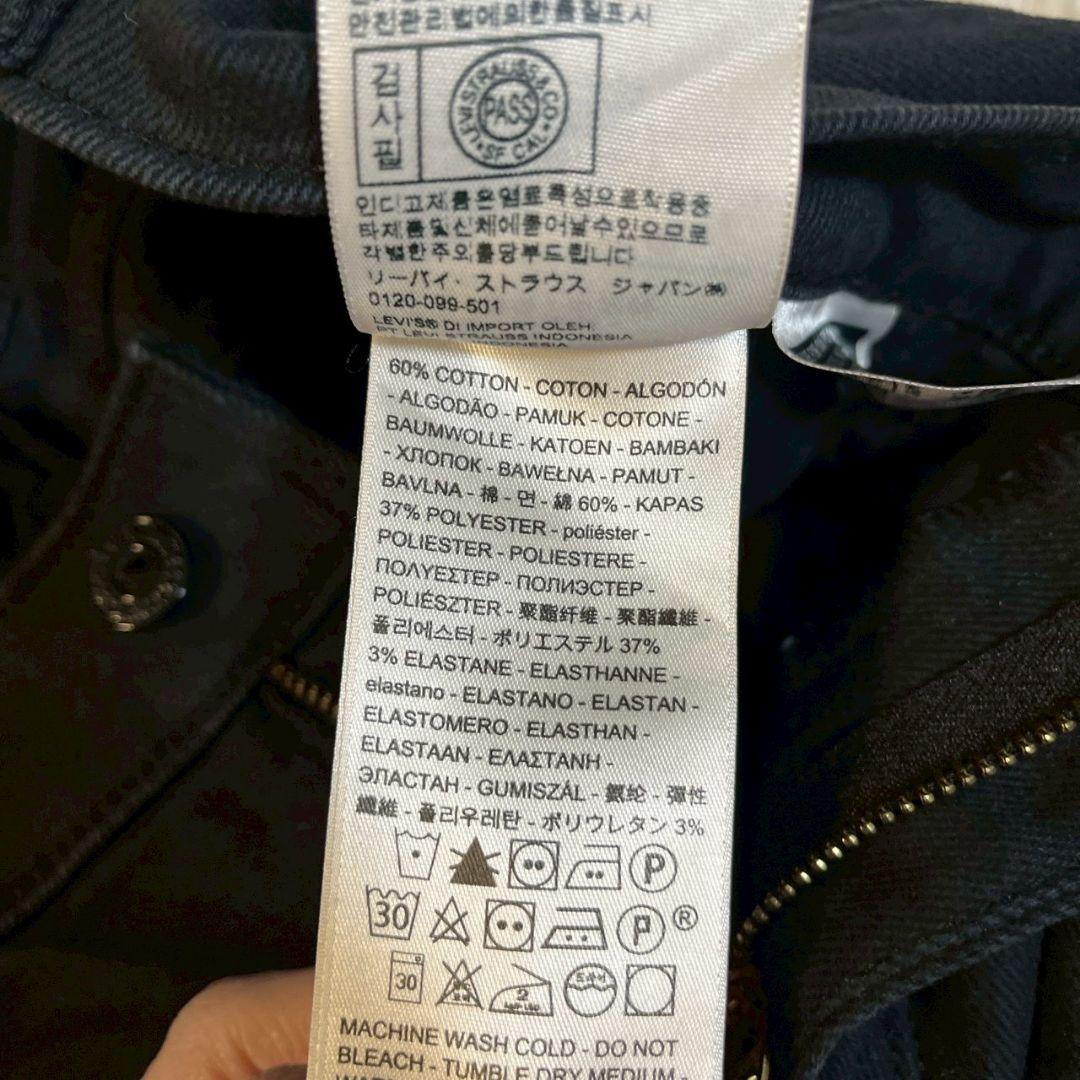 안전관리법에의한품질표시
검사필
LEVI STRAUSS & CO
PASS
SF CAL
인디고제품은염료특성으로착용중
타제품및신체에물어날수있으므로
각별한주의를당부드립니다
リーバイ・ストラウス ジャパン㈱
0120-099-501
LEVI'S® DI IMPORT OLEH:
PT LEVI STRAUSS INDONESIA
60% COTTON - COTON - ALGODÓN
- ALGODÃO - PAMUK - COTONE -
BAUMWOLLE - KATOEN - BAMBAKI
- ХЛОПОК - BAWEŁNA - PAMUT -
BAVLNA - 棉 - 면 - 綿 60% - KAPAS
37% POLYESTER - poliéster -
POLIESTER - POLIESTERE -
ΠΟΛΥΕΣΤΕΡ - ПОЛИЭСТЕР -
POLIÉSZTER - 聚酯纤维 - 聚酯纖維 -
폴리에스터 - ポリエステル 37%
3% ELASTANE - ELASTHANNE -
elastano - ELASTANO - ELASTAN -
ELASTOMERO - ELASTHAN -
ELASTAAN - ΕΛΑΣΤΑΝΗ -
ЭЛАСТАН - GUMISZÁL - 氨纶 - 彈性
纖維 - 폴리우레탄 - ポリウレタン 3%
P
30 P ®
30 2
MACHINE WASH COLD - DO NOT
BLEACH - TUMBLE DRY MEDIUM -